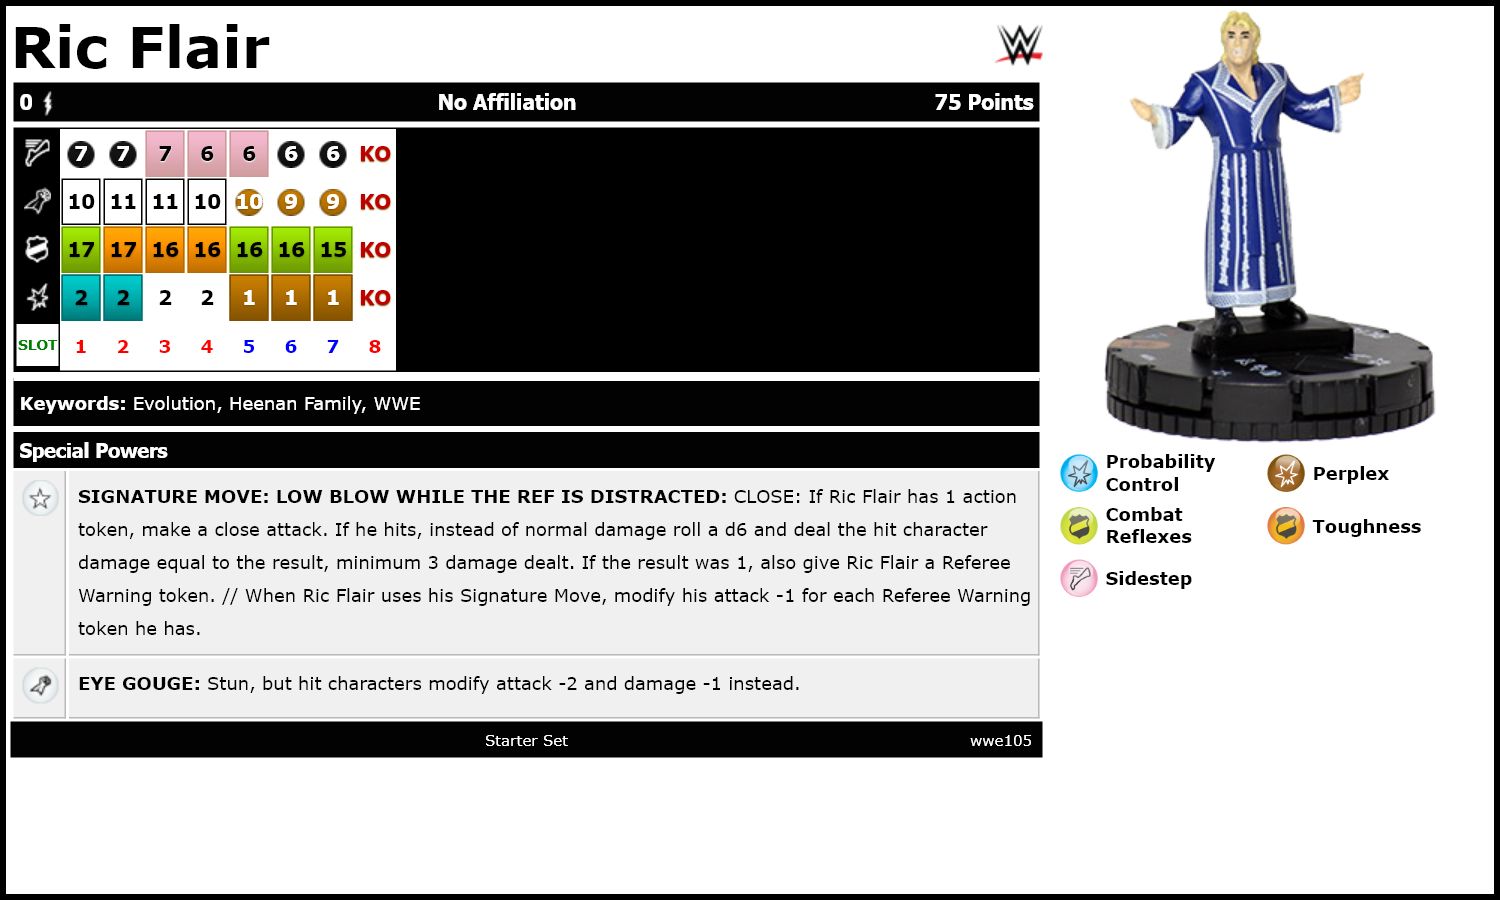 Ric Flair
W
0 No Affiliation 75 Points
7 7 7 6 6 6 6 KO
10 11 11 10 10 9 9 KO
17 17 16 16 16 16 15 KO
2 2 2 2 1 1 1 KO
SLOT 1 2 3 4 5 6 7 8
Keywords: Evolution, Heenan Family, WWE
Special Powers
SIGNATURE MOVE: LOW BLOW WHILE THE REF IS DISTRACTED: CLOSE: If Ric Flair has 1 action
token, make a close attack. If he hits, instead of normal damage roll a d6 and deal the hit character
damage equal to the result, minimum 3 damage dealt. If the result was 1, also give Ric Flair a Referee
Warning token. // When Ric Flair uses his Signature Move, modify his attack -1 for each Referee Warning
token he has.
EYE GOUGE: Stun, but hit characters modify attack -2 and damage -1 instead.
Starter Set wwe105
Probability
Control
Perplex
Combat
Reflexes
Toughness
Sidestep